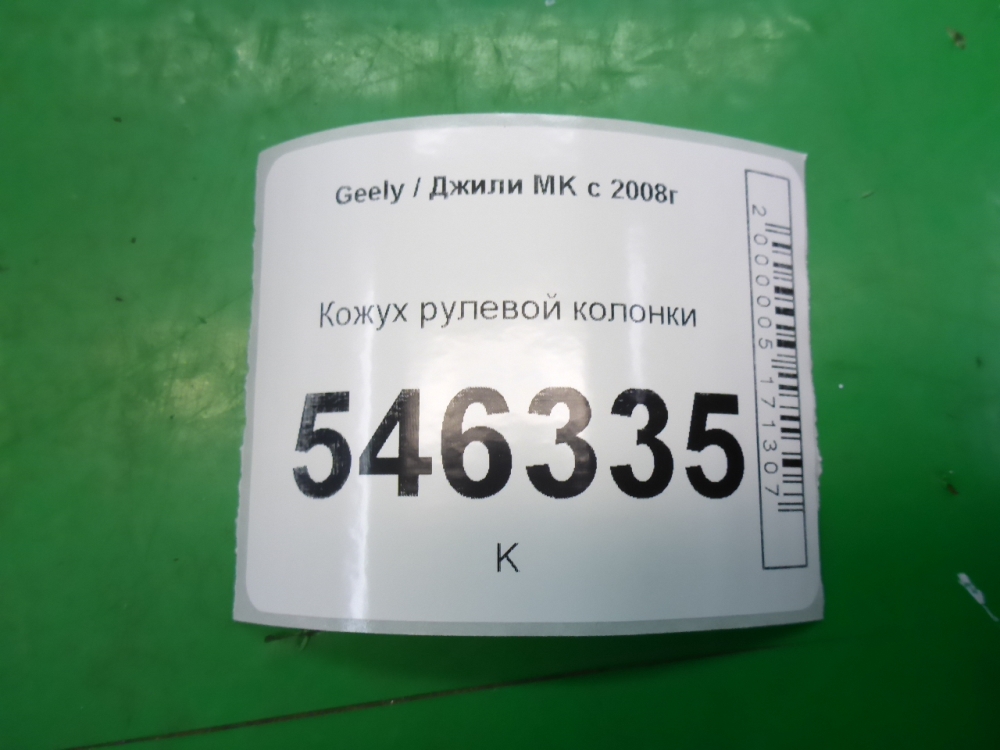 Geely / Джили МК с 2008г
Кожух рулевой колонки
546335
К
2000005171307